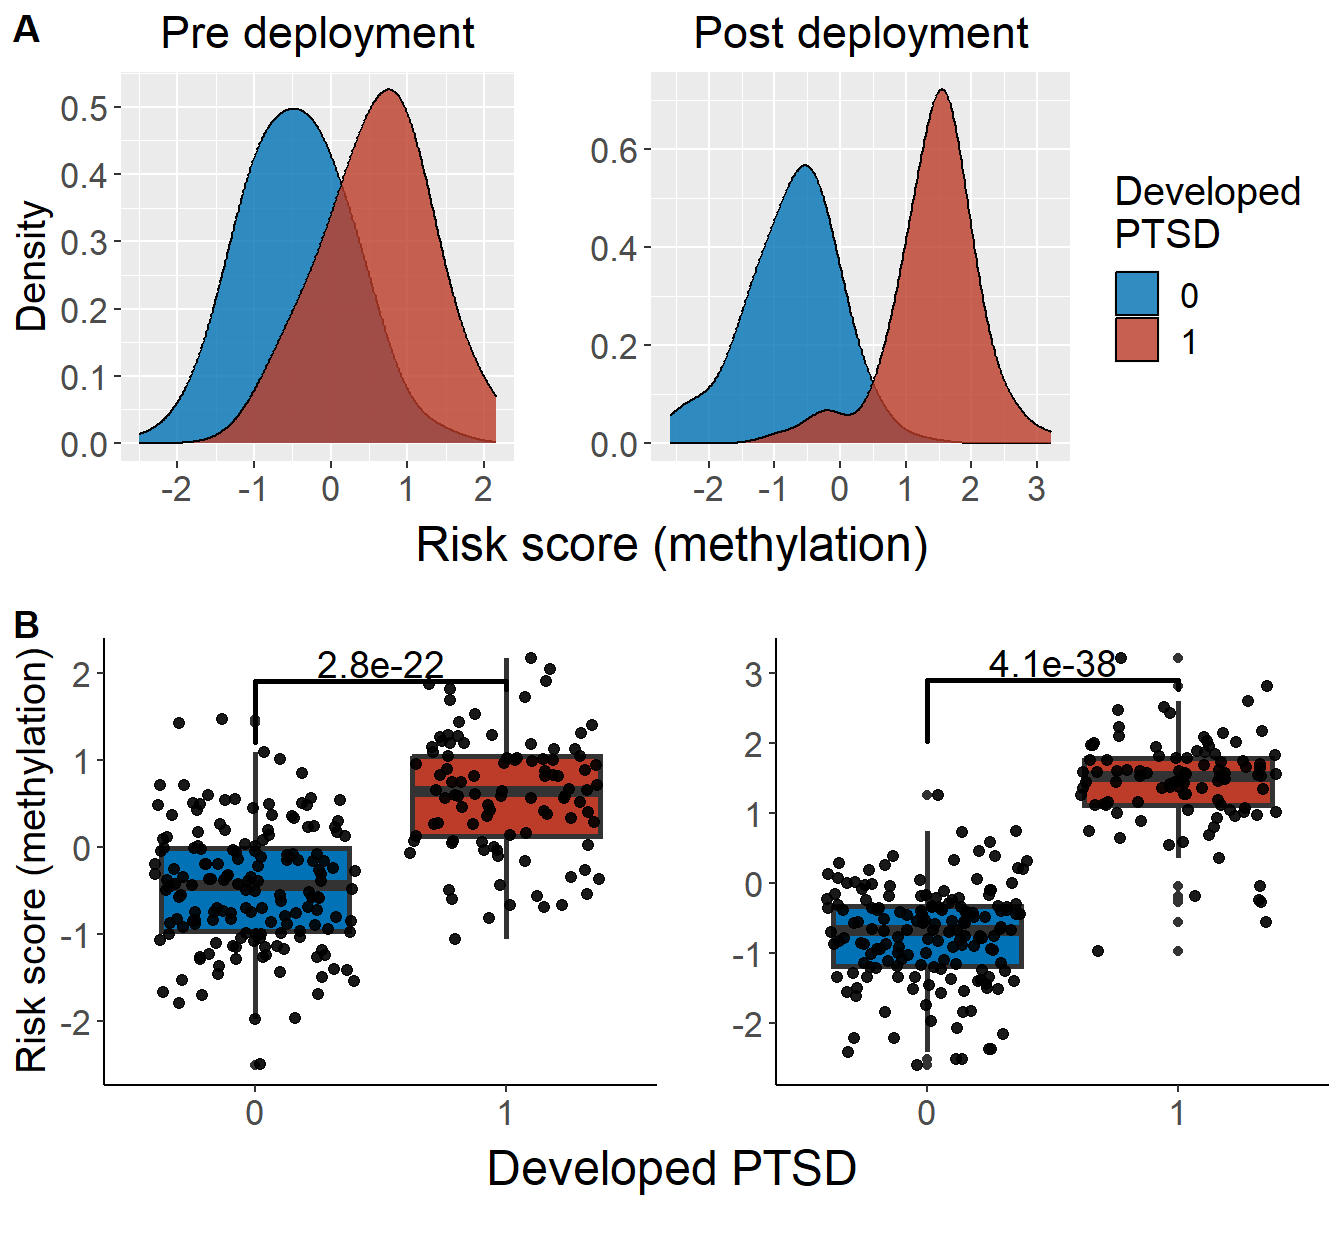 A
Pre deployment
Post deployment
Density
0.5
0.4
0.3
0.2
0.1
0.0
-2 -1 0 1 2
0.6
0.4
0.2
0.0
-2 -1 0 1 2 3
Developed
PTSD
0
1
Risk score (methylation)
B
Risk score (methylation)
2
1
0
-1
-2
2.8e-22
0 1
3
2
1
0
-1
-2
4.1e-38
0 1
Developed PTSD